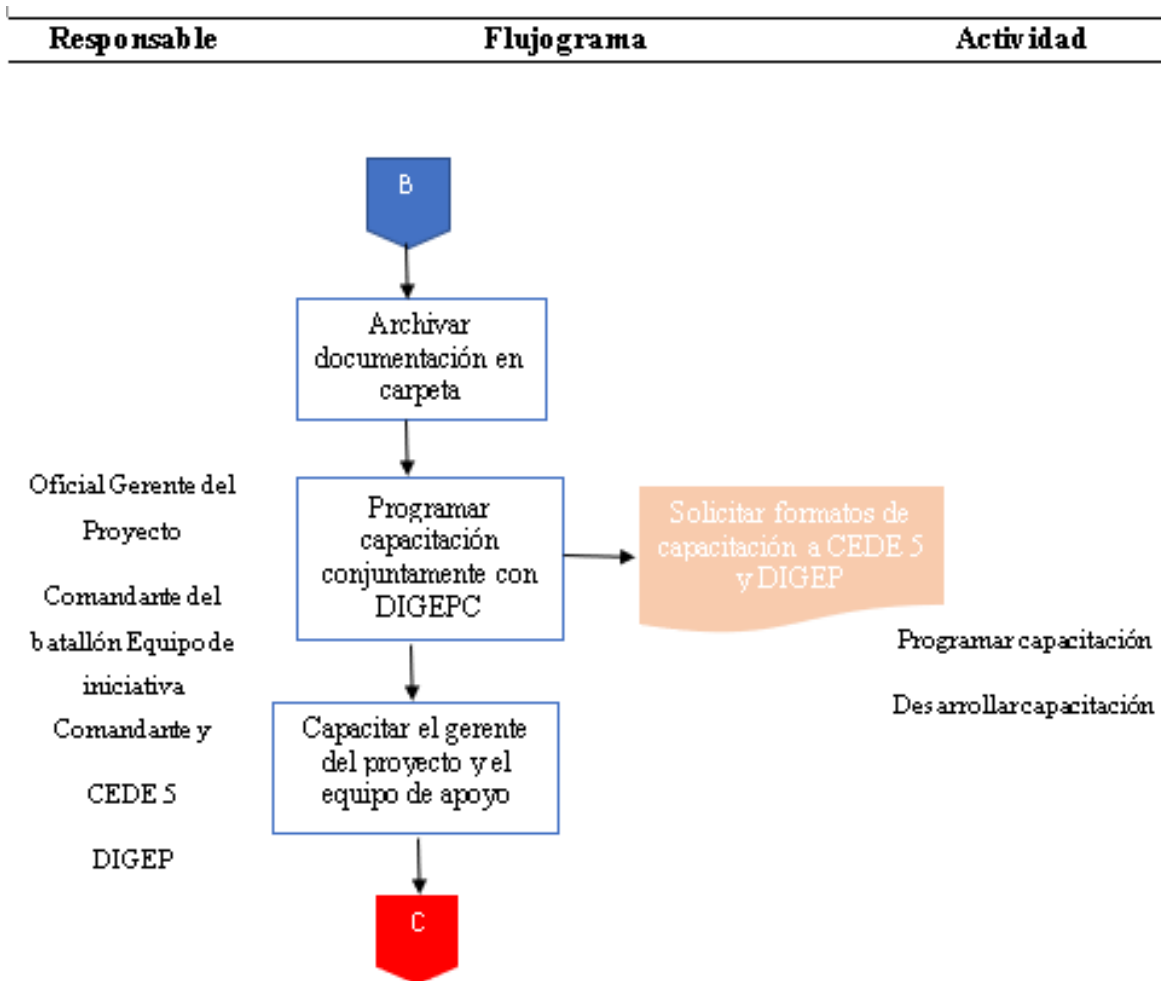 Responsable Flujograma Actividad
B
Archivar
documentación en
carpeta
Oficial Gerente del
Proyecto
Comandante del
batallón Equipo de
iniciativa
Comandante y
CEDE 5
DIGEP
Programar
capacitación
conjuntamente con
DIGEPC
Solicitar formatos de
capacitación a CEDE 5
y DIGEP
Capacitar el gerente
del proyecto y el
equipo de apoyo
C
Programar capacitación
Desarrollar capacitación